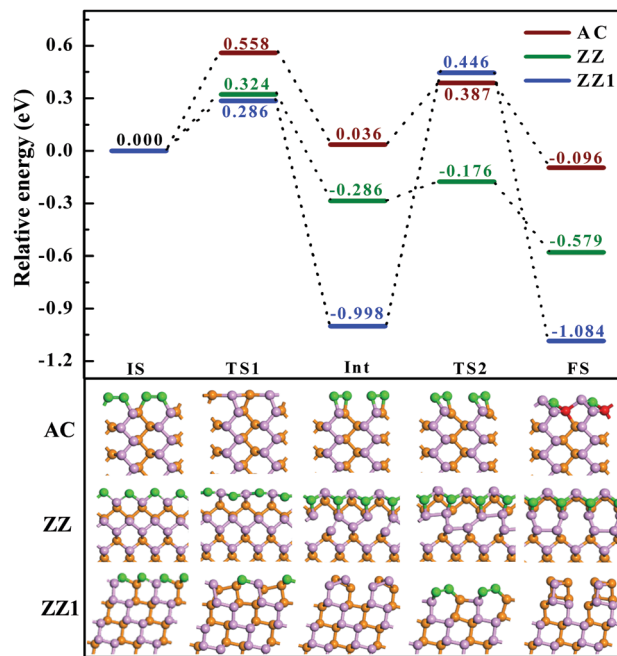 Relative energy (eV)
0.6
0.3
0.0
-0.3
-0.6
-0.9
-1.2
AC
ZZ
ZZ1
0.000
0.558
0.324
0.286
0.036
-0.286
-0.998
0.446
0.387
-0.176
-0.096
-0.579
-1.084
IS TS1 Int TS2 FS
AC
ZZ
ZZ1